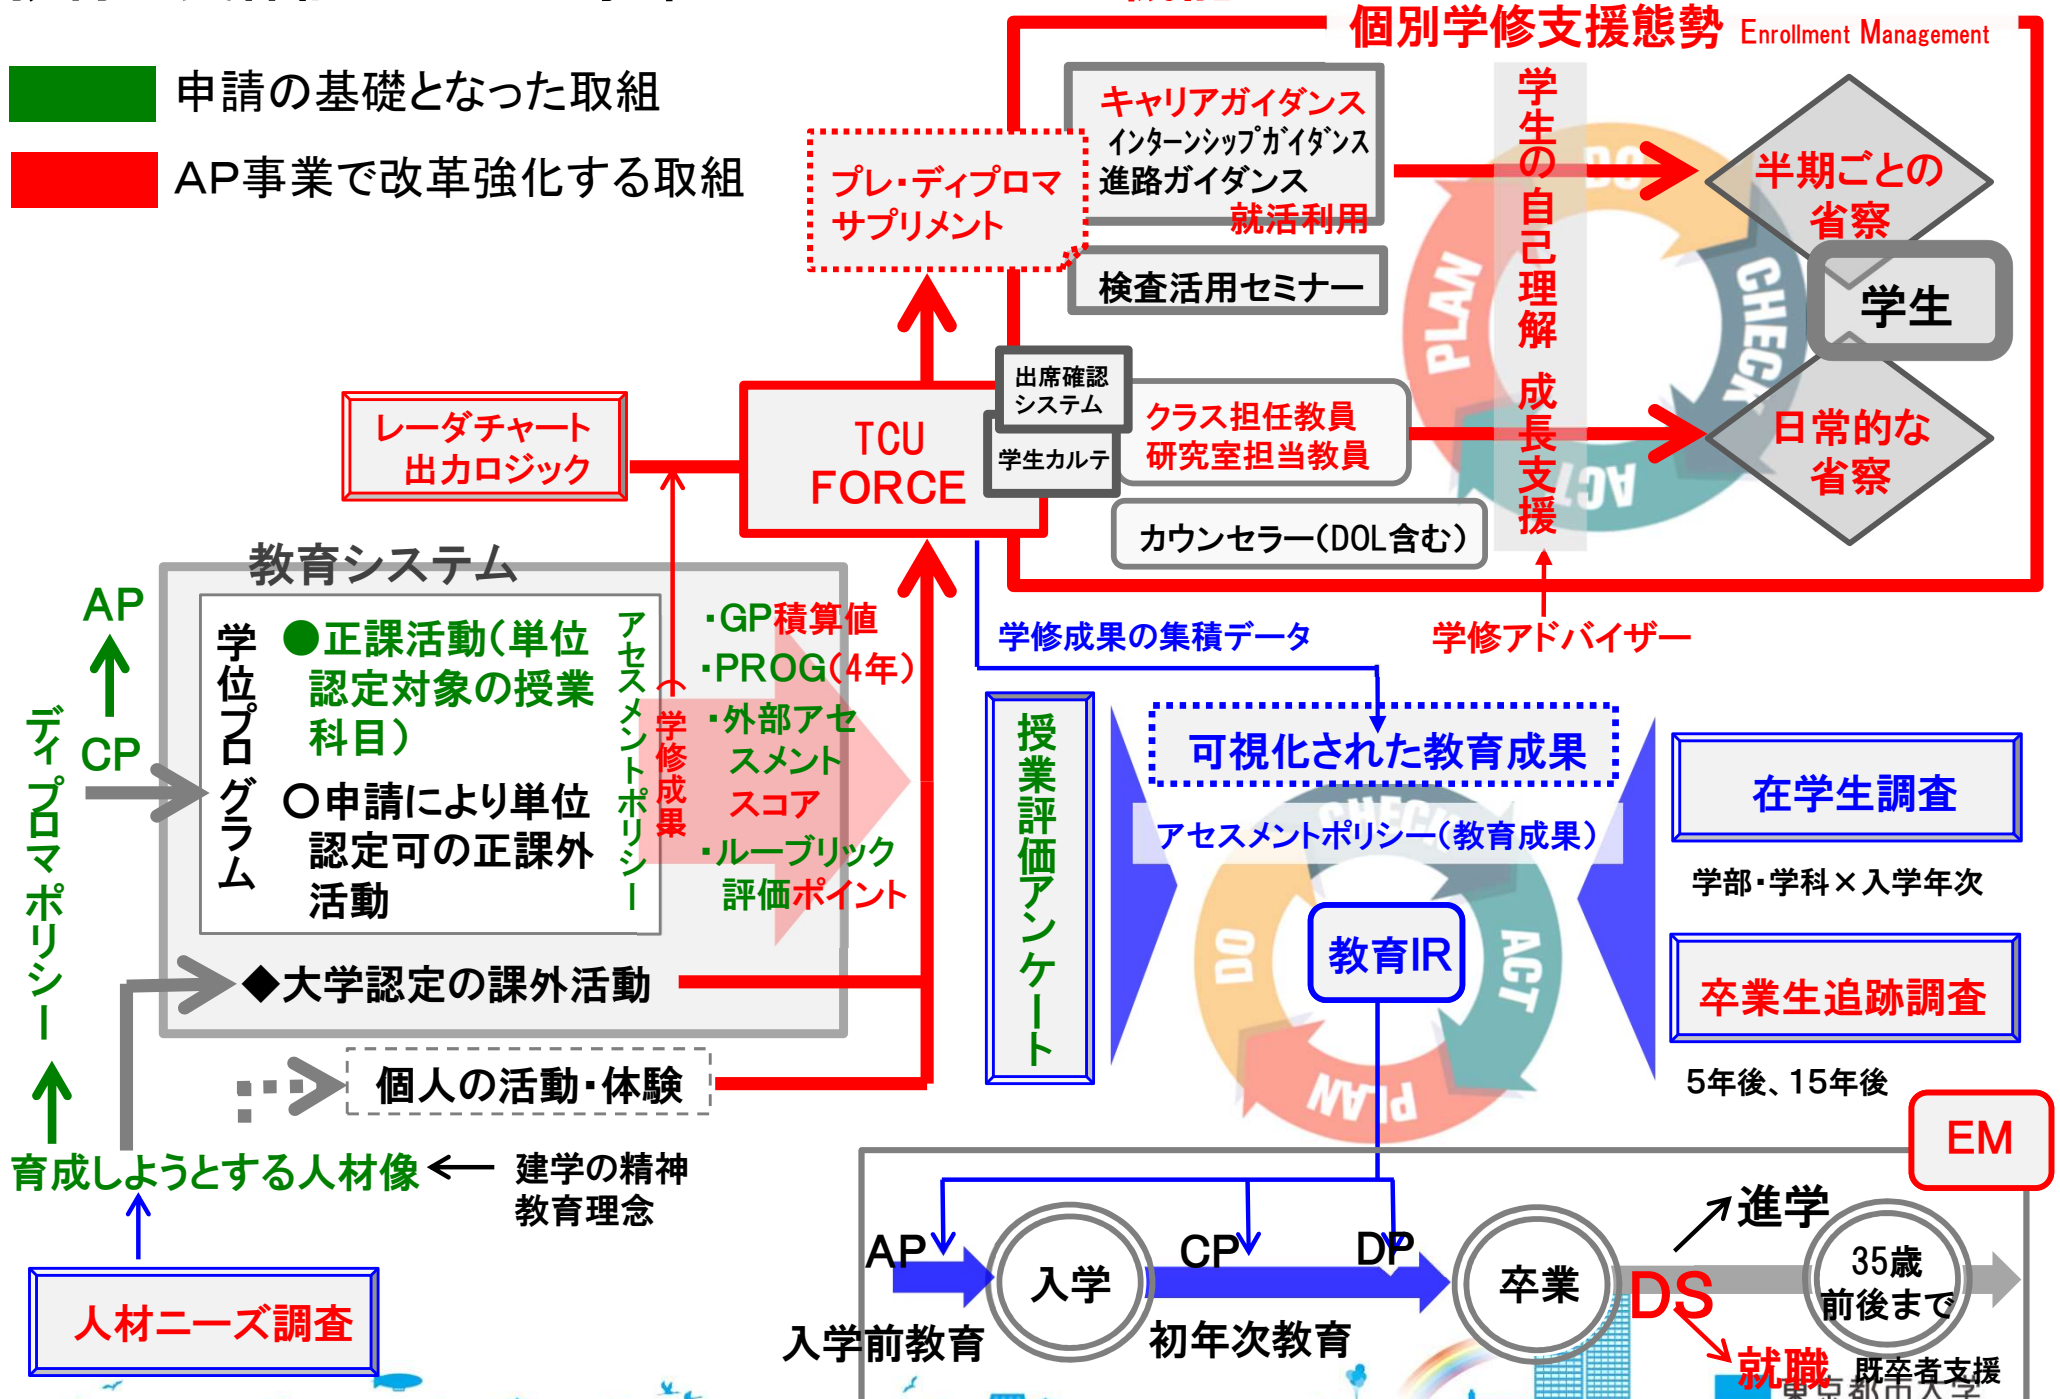 個別学修支援態勢 Enrollment Management
申請の基礎となった取組
AP事業で改革強化する取組
プレ・ディプロマ
サプリメント
キャリアガイダンス
インターンシップガイダンス
進路ガイダンス
就活利用
検査活用セミナー
学生の自己理解 成長支援
DO
CHECK
ACT
PLAN
半期ごとの
省察
学生
日常的な
省察
レーダチャート
出力ロジック
TCU
FORCE
出席確認
システム
学生カルテ
クラス担任教員
研究室担当教員
カウンセラー(DOL含む)
学修アドバイザー
学修成果の集積データ
教育システム
AP
CP
ディプロマポリシー
学位プログラム
●正課活動(単位
認定対象の授業
科目)
○申請により単位
認定可の正課外
活動
アセスメントポリシー
(学修成果
・GP積算値
・PROG(4年)
・外部アセ
スメント
スコア
・ルーブリック
評価ポイント
◆大学認定の課外活動
個人の活動・体験
育成しようとする人材像
建学の精神
教育理念
人材ニーズ調査
授業評価アンケート
可視化された教育成果
アセスメントポリシー(教育成果)
CHECK
ACT
PLAN
DO
教育IR
在学生調査
学部・学科×入学年次
卒業生追跡調査
5年後、15年後
EM
AP
入学
CP
DP
卒業
DS
進学
35歳
前後まで
入学前教育
初年次教育
就職
既卒者支援
東京都市大学